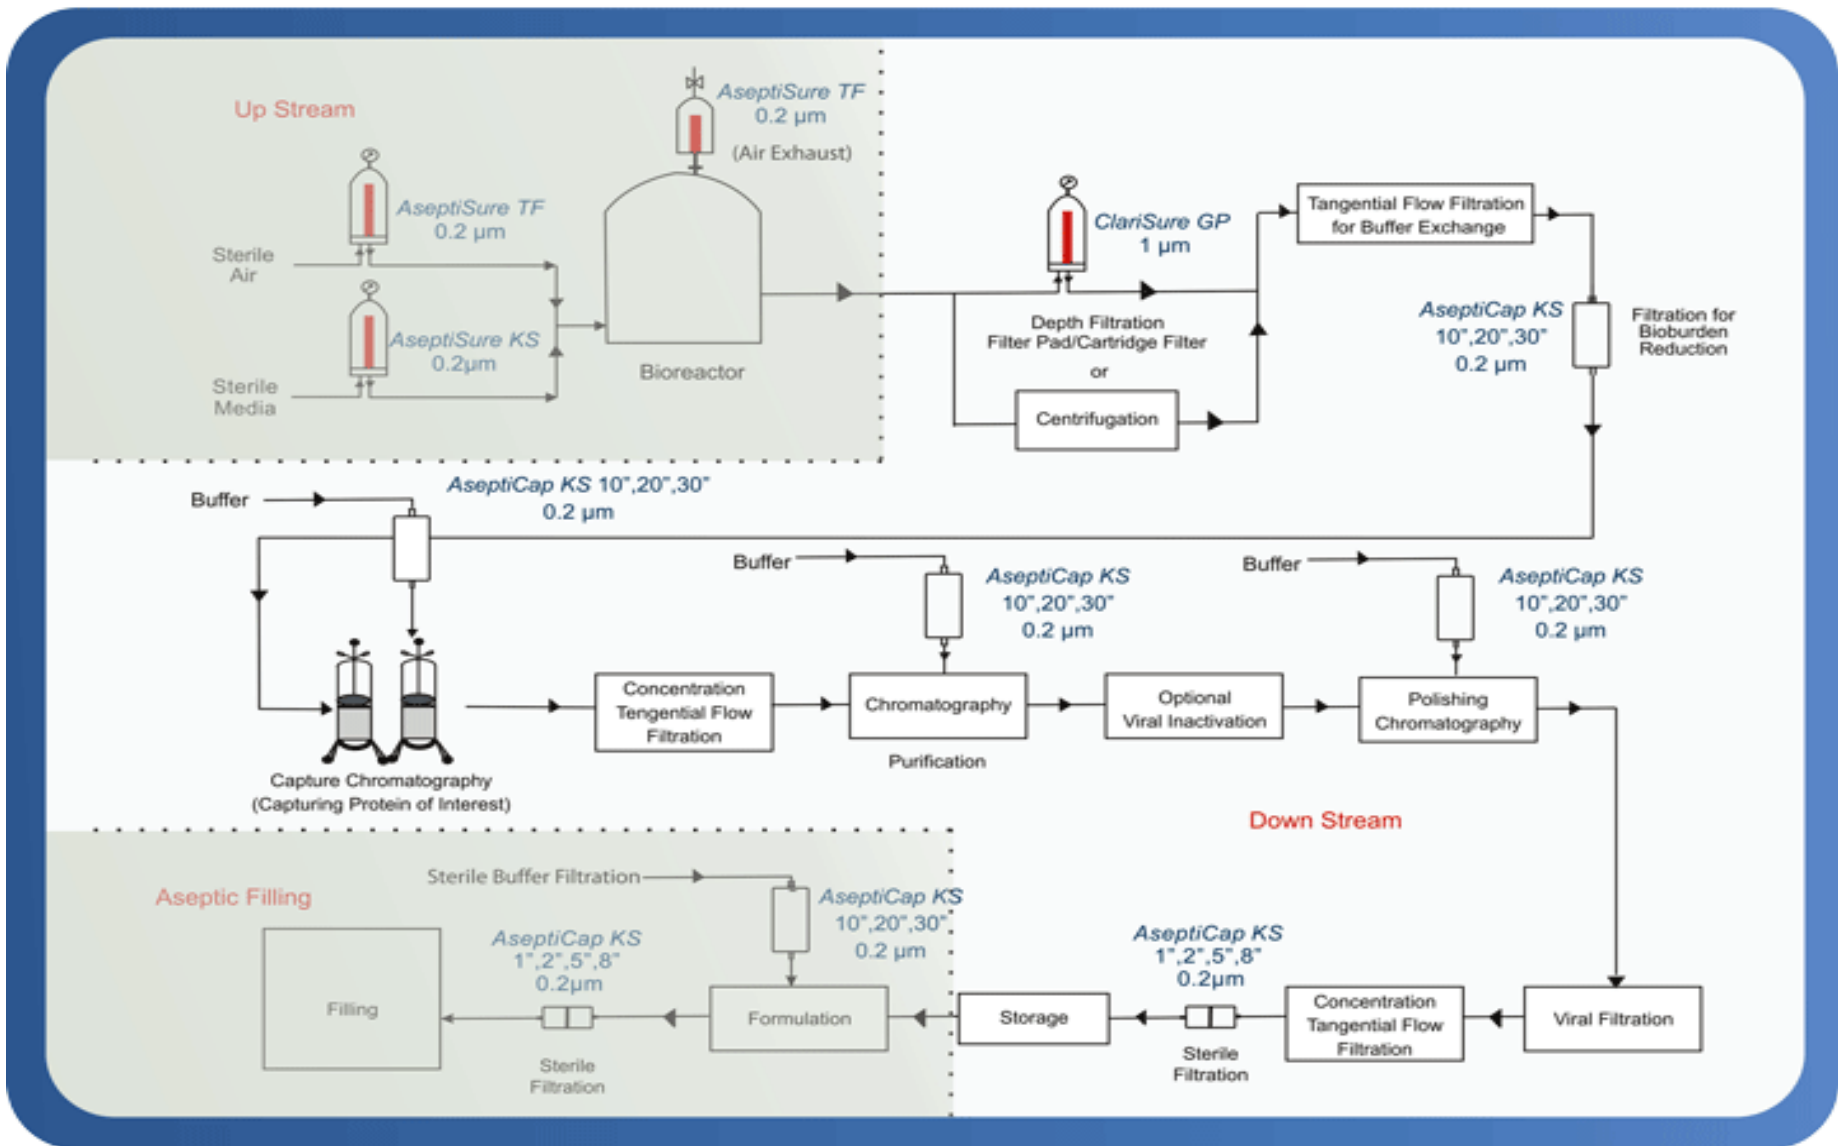 Up Stream
AseptiSure TF
0.2 µm
(Air Exhaust)
AseptiSure TF
0.2 µm
Sterile
Air
AseptiSure KS
0.2µm
Sterile
Media
Bioreactor
ClariSure GP
1 µm
Depth Filtration
Filter Pad/Cartridge Filter
or
Centrifugation
Tangential Flow Filtration
for Buffer Exchange
AseptiCap KS
10",20",30"
0.2 µm
Filtration for
Bioburden
Reduction
Buffer
AseptiCap KS 10",20",30"
0.2 µm
Buffer
AseptiCap KS
10",20",30"
0.2 µm
Buffer
AseptiCap KS
10",20",30"
0.2 µm
Capture Chromatography
(Capturing Protein of Interest)
Concentration
Tengential Flow
Filtration
Chromatography
Purification
Optional
Viral Inactivation
Polishing
Chromatography
Down Stream
Aseptic Filling
Sterile Buffer Filtration
AseptiCap KS
10",20",30"
0.2 µm
Filling
AseptiCap KS
1",2",5",8"
0.2µm
Sterile
Filtration
Formulation
Storage
AseptiCap KS
1",2",5",8"
0.2µm
Sterile
Filtration
Concentration
Tangential Flow
Filtration
Viral Filtration